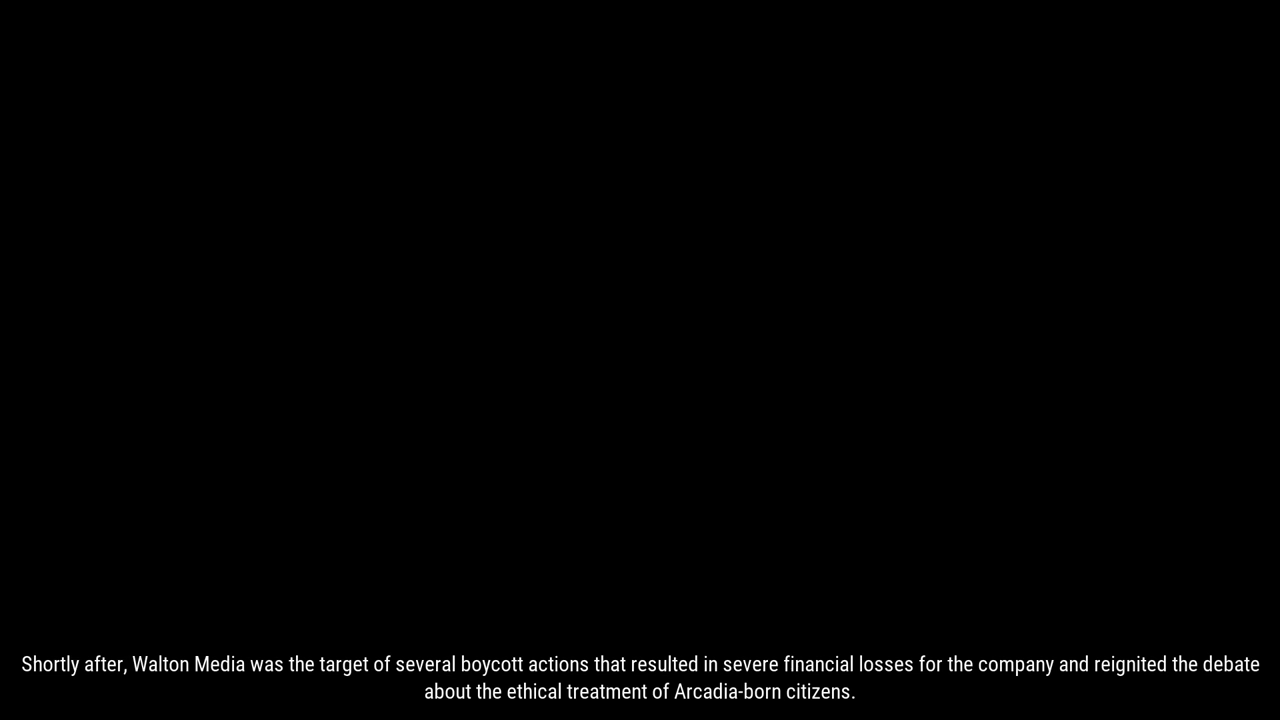 Shortly after, Walton Media was the target of several boycott actions that resulted in severe financial losses for the company and reignited the debate
about the ethical treatment of Arcadia-born citizens.